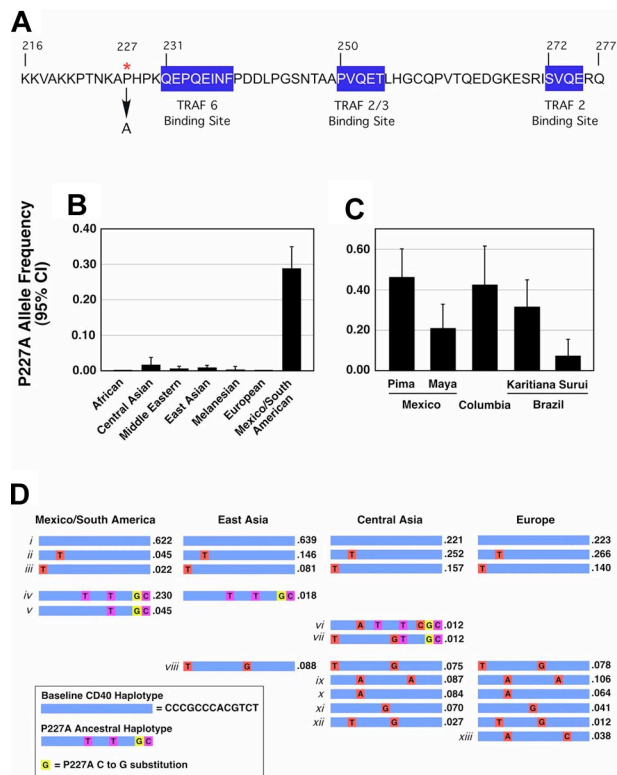 A
216 227 231 250 272 277
*
KKVAKKPTNKAPHPKQEPQEINFPDDLPGSNTAAPVQETLHGCQPVTQEDGKESRISVQERQ
A
TRAF 6 Binding Site
TRAF 2/3 Binding Site
TRAF 2 Binding Site
B
P227A Allele Frequency
(95% CI)
0.40
0.30
0.20
0.10
0.00
African
Central Asian
Middle Eastern
East Asian
Melanesian
European
Mexico/South
American
C
0.60
0.40
0.20
0.00
Pima Maya Karitiana Surui
Mexico Columbia Brazil
D
Mexico/South America East Asia Central Asia Europe
i .622 .639 .221 .223
ii T .045 T .146 T .252 T .266
iii T .022 T .081 T .157 T .140
iv T T G C .230 T T G C .018
v T G C .045
vi A T T C G C .012
vii T G T G C .012
viii T G .088 T G .075 T G .078
ix A A .087 A A .106
x A .084 A .064
xi G .070 G .041
xii T G .027 T G .012
xiii A C .038
Baseline CD40 Haplotype
= CCCGCCCACGTCT
P227A Ancestral Haplotype
T T G C
G = P227A C to G substitution